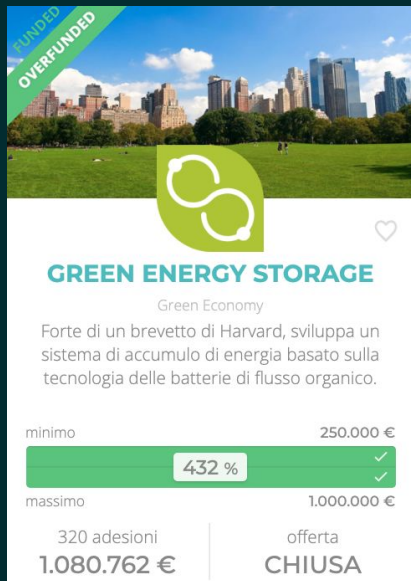 FUNDED
OVERFUNDED
GREEN ENERGY STORAGE
Green Economy
Forte di un brevetto di Harvard, sviluppa un
sistema di accumulo di energia basato sulla
tecnologia delle batterie di flusso organico.
minimo 250.000 €
432 %
massimo 1.000.000 €
320 adesioni offerta
1.080.762 € CHIUSA